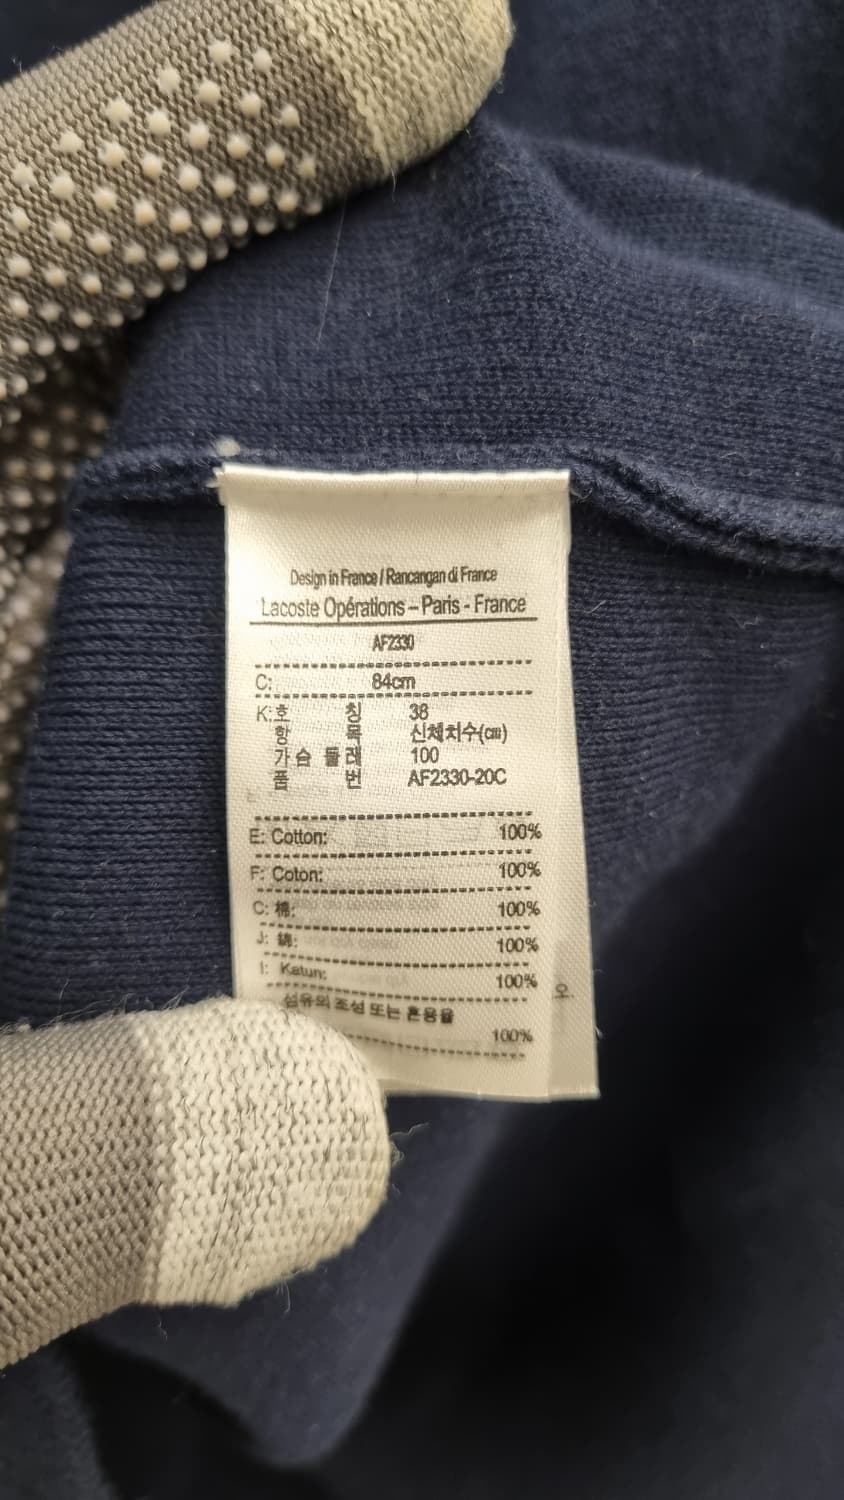 Design in France / Rancangan di France
Lacoste Opérations – Paris - France
AF2330
C: 84cm
K: 호 칭 38
항 목 신체치수(㎝)
가 슴 둘 레 100
품 번 AF2330-20C
E: Cotton: 100%
F: Coton: 100%
C: 棉: 100%
J: 綿: 100%
I: Katun: 100%
섬유의 조성 또는 혼용율
100%